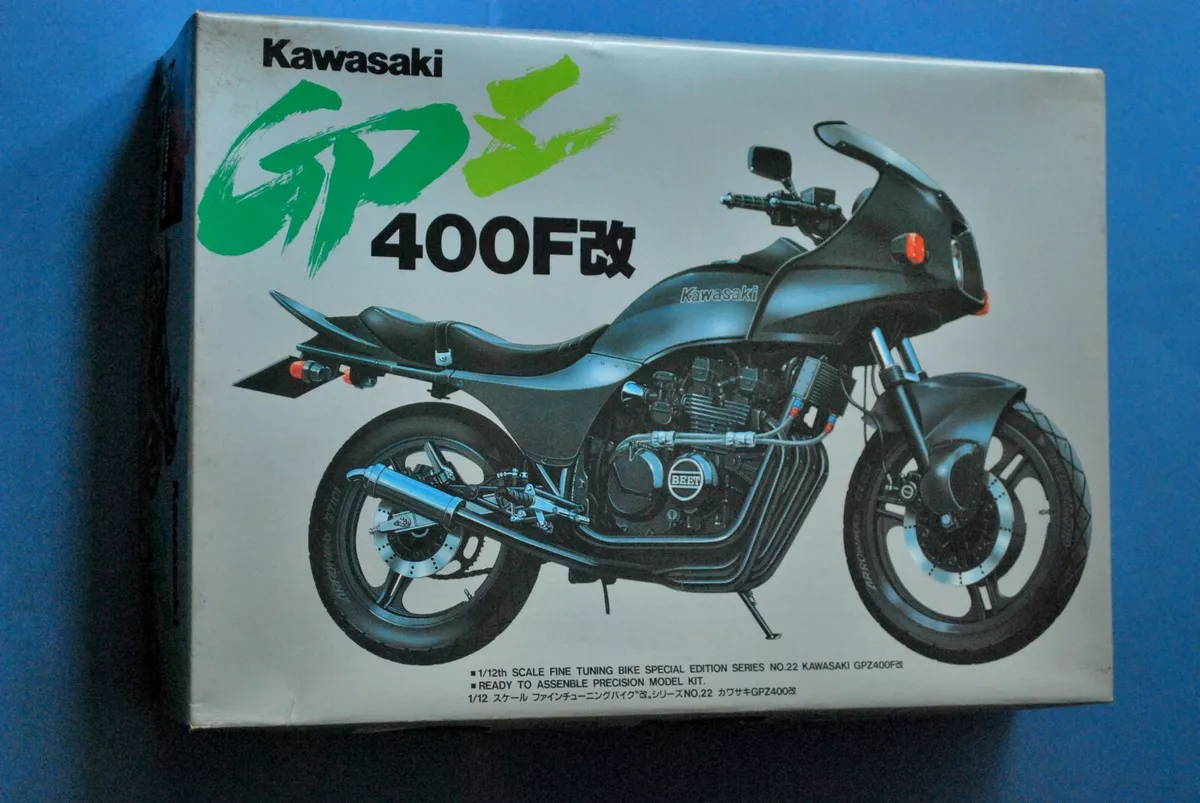 Kawasaki
GPZ
400F改
Kawasaki
BEET
■1/12th SCALE FINE TUNING BIKE SPECIAL EDITION SERIES NO.22 KAWASAKI GPZ400F改
■READY TO ASSENBLE PRECISION MODEL KIT.
1/12 スケール ファインチューニングバイク"改„シリーズNO.22 カワサキGPZ400改